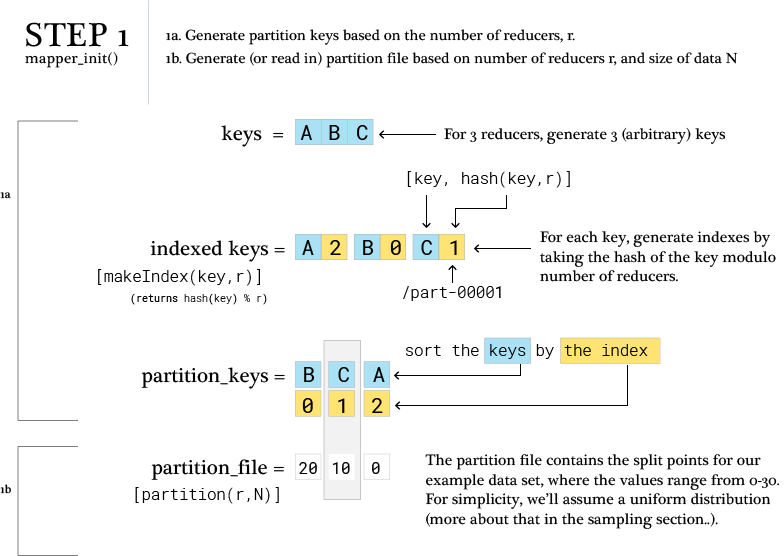 STEP 1
mapper_init()
1a. Generate partition keys based on the number of reducers, r.
1b. Generate (or read in) partition file based on number of reducers r, and size of data N
1a
keys = A B C
For 3 reducers, generate 3 (arbitrary) keys
[key, hash(key,r)]
indexed keys = A 2 B 0 C 1
[makeIndex(key,r)]
(returns hash(key) % r)
/part-00001
For each key, generate indexes by
taking the hash of the key modulo
number of reducers.
sort the keys by the index
partition_keys = B C A
0 1 2
1b
partition_file = 20 10 0
[partition(r,N)]
The partition file contains the split points for our
example data set, where the values range from 0-30.
For simplicity, we'll assume a uniform distribution
(more about that in the sampling section..).